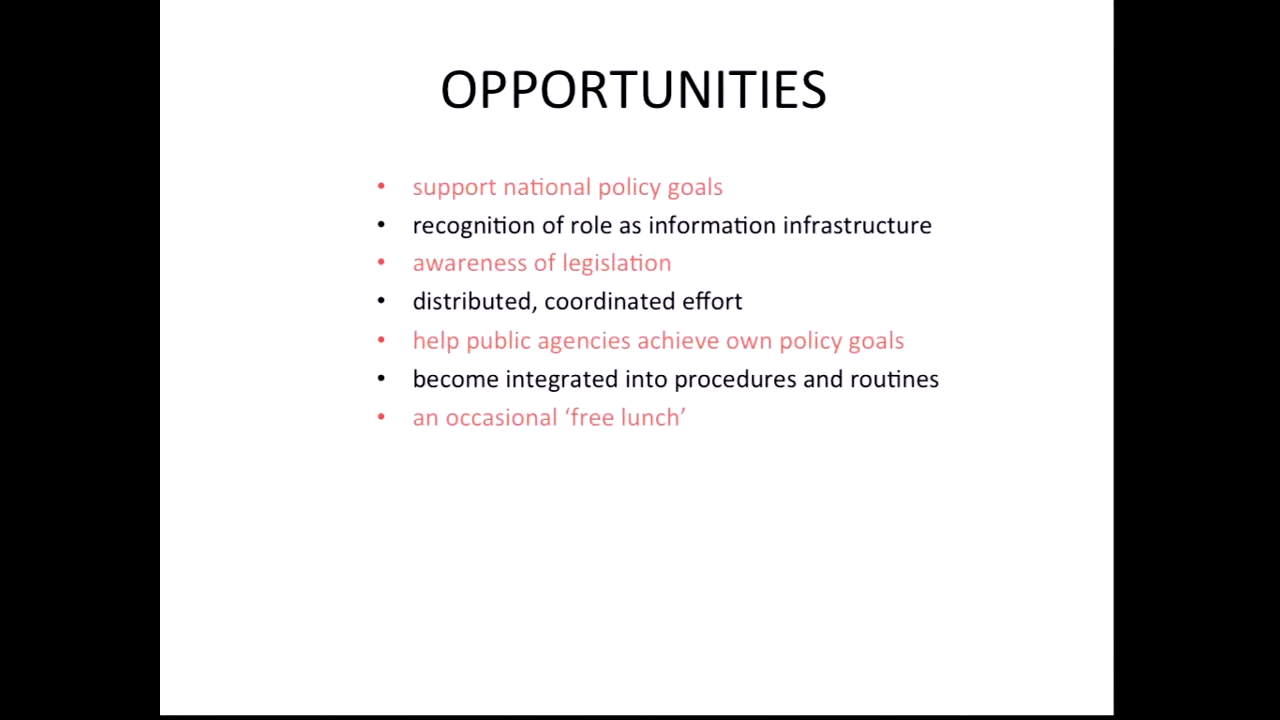 OPPORTUNITIES
• support national policy goals
• recognition of role as information infrastructure
• awareness of legislation
• distributed, coordinated effort
• help public agencies achieve own policy goals
• become integrated into procedures and routines
• an occasional ‘free lunch’